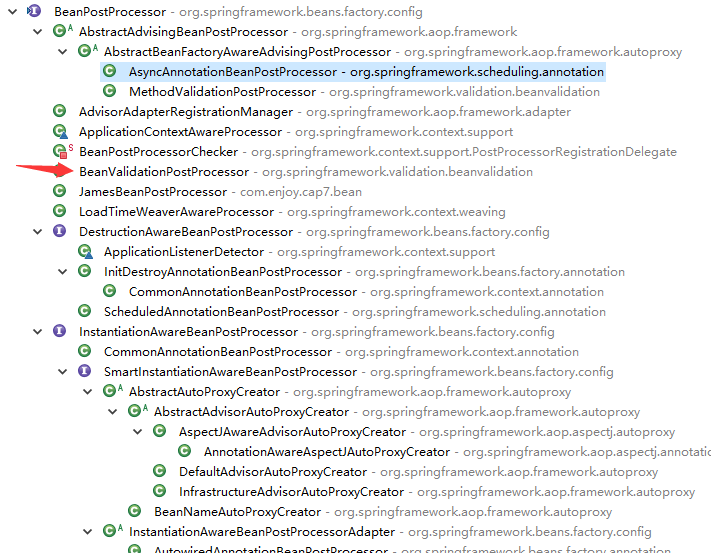 BeanPostProcessor - org.springframework.beans.factory.config
AbstractAdvisingBeanPostProcessor - org.springframework.aop.framework
AbstractBeanFactoryAwareAdvisingPostProcessor - org.springframework.aop.framework.autoproxy
AsyncAnnotationBeanPostProcessor - org.springframework.scheduling.annotation
MethodValidationPostProcessor - org.springframework.validation.beanvalidation
AdvisorAdapterRegistrationManager - org.springframework.aop.framework.adapter
ApplicationContextAwareProcessor - org.springframework.context.support
BeanPostProcessorChecker - org.springframework.context.support.PostProcessorRegistrationDelegate
BeanValidationPostProcessor - org.springframework.validation.beanvalidation
JamesBeanPostProcessor - com.enjoy.cap7.bean
LoadTimeWeaverAwareProcessor - org.springframework.context.weaving
DestructionAwareBeanPostProcessor - org.springframework.beans.factory.config
ApplicationListenerDetector - org.springframework.context.support
InitDestroyAnnotationBeanPostProcessor - org.springframework.beans.factory.annotation
CommonAnnotationBeanPostProcessor - org.springframework.context.annotation
ScheduledAnnotationBeanPostProcessor - org.springframework.scheduling.annotation
InstantiationAwareBeanPostProcessor - org.springframework.beans.factory.config
CommonAnnotationBeanPostProcessor - org.springframework.context.annotation
SmartInstantiationAwareBeanPostProcessor - org.springframework.beans.factory.config
AbstractAutoProxyCreator - org.springframework.aop.framework.autoproxy
AbstractAdvisorAutoProxyCreator - org.springframework.aop.framework.autoproxy
AspectJAwareAdvisorAutoProxyCreator - org.springframework.aop.aspectj.autoproxy
AnnotationAwareAspectJAutoProxyCreator - org.springframework.aop.aspectj.annotatio
DefaultAdvisorAutoProxyCreator - org.springframework.aop.framework.autoproxy
InfrastructureAdvisorAutoProxyCreator - org.springframework.aop.framework.autoproxy
BeanNameAutoProxyCreator - org.springframework.aop.framework.autoproxy
InstantiationAwareBeanPostProcessorAdapter - org.springframework.beans.factory.config
AutowiredAnnotationBeanPostProcessor - org.springframework.beans.factory.annotation